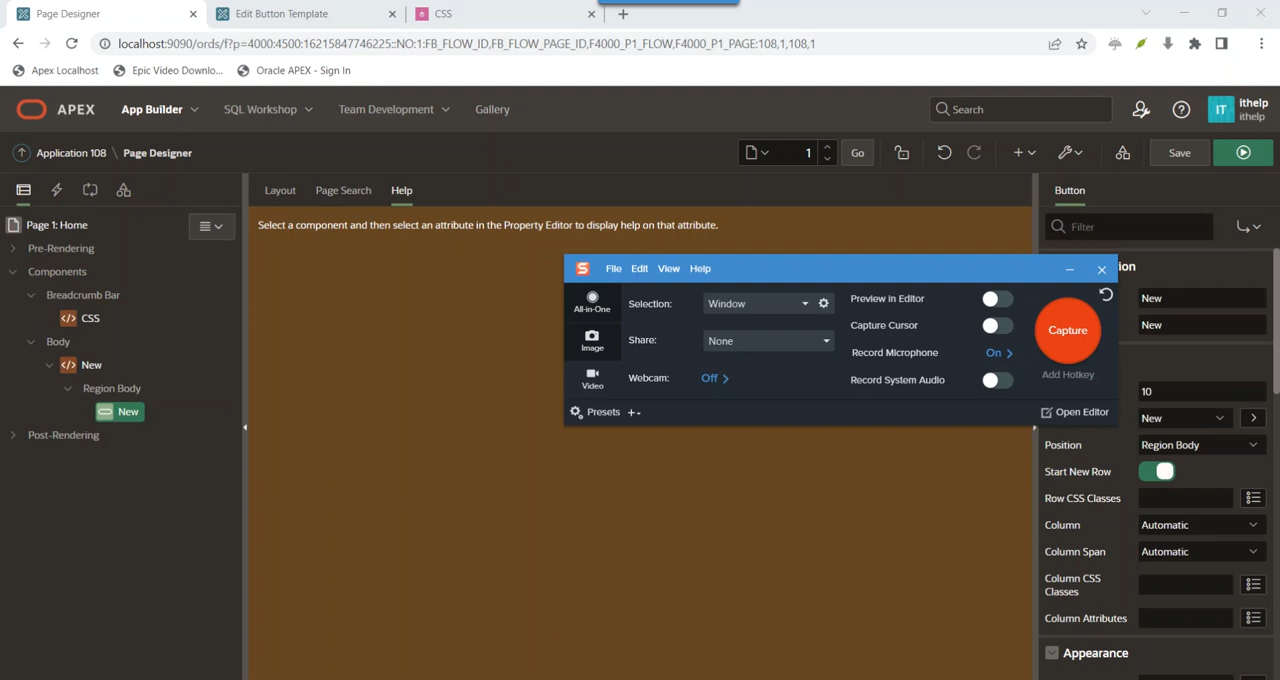 Page Designer
Edit Button Template
CSS
localhost:9090/ords/f?p=4000:4500:16215847746225::NO:1:FB_FLOW_ID,FB_FLOW_PAGE_ID,F4000_P1_FLOW,F4000_P1_PAGE:108,1,108,1
Apex Localhost
Epic Video Downlo...
Oracle APEX - Sign In
APEX
App Builder
SQL Workshop
Team Development
Gallery
Search
IT
ithelp
ithelp
Application 108 \ Page Designer
1
Go
Save
Layout
Page Search
Help
Button
Page 1: Home
Select a component and then select an attribute in the Property Editor to display help on that attribute.
Filter
Pre-Rendering
Components
Breadcrumb Bar
CSS
Body
New
Region Body
New
Post-Rendering
S
File
Edit
View
Help
All-in-One
Image
Video
Selection:
Window
Share:
None
Webcam:
Off
Preview in Editor
Capture Cursor
Record Microphone
On
Record System Audio
Capture
Add Hotkey
Presets
Open Editor
ion
New
New
10
New
Position
Region Body
Start New Row
Row CSS Classes
Column
Automatic
Column Span
Automatic
Column CSS
Classes
Column Attributes
Appearance